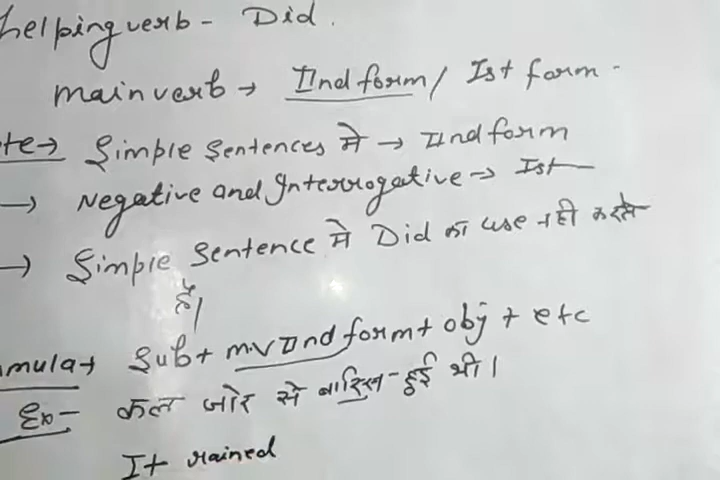 helping verb - Did.
main verb → IInd form / Ist form.
te → Simple Sentences मे → IInd form
→ Negative and Interrogative → Ist
→ Simple Sentence मे Did का use नही करते
है।
mula → Sub + m.v IInd form + obj + etc
Ex - कल जोर से बारिस हुई थी।
It rained